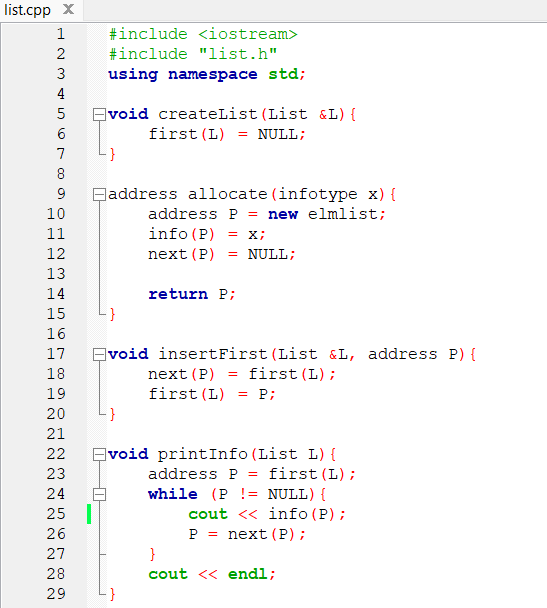 list.cpp X
1 #include <iostream>
2 #include "list.h"
3 using namespace std;
4
5 void createList(List &L){
6     first(L) = NULL;
7 }
8
9 address allocate(infotype x){
10     address P = new elmlist;
11     info(P) = x;
12     next(P) = NULL;
13
14     return P;
15 }
16
17 void insertFirst(List &L, address P){
18     next(P) = first(L);
19     first(L) = P;
20 }
21
22 void printInfo(List L){
23     address P = first(L);
24     while (P != NULL){
25         cout << info(P);
26         P = next(P);
27     }
28     cout << endl;
29 }